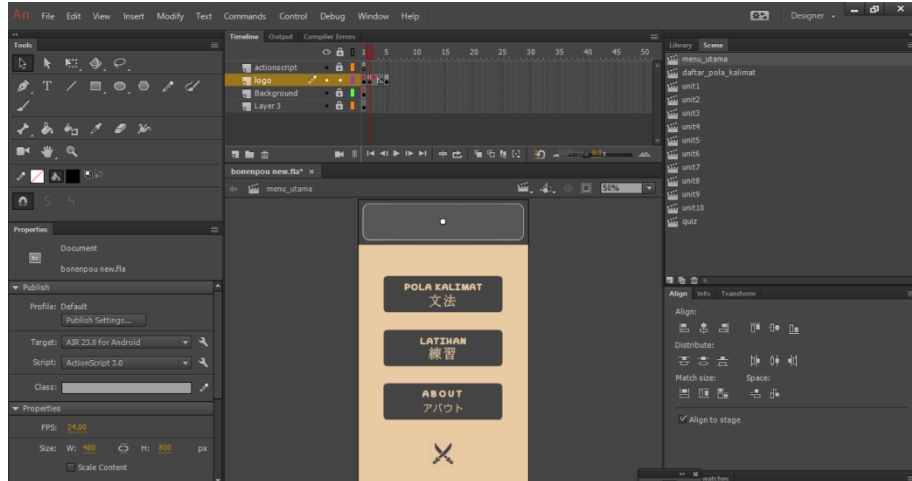 An File Edit View Insert Modify Text Commands Control Debug Window Help Designer
Tools
Timeline Output Compiler Errors
1 5 10 15 20 25 30 35 40 45 50
actionscript
logo
Background
Layer 3
bonenpou new.fla* ×
menu_utama
50%
POLA KALIMAT
文法
LATIHAN
練習
ABOUT
アバウト
Properties
Document
bonenpou new.fla
Publish
Profile: Default
Publish Settings...
Target: AIR 23.0 for Android
Script: ActionScript 3.0
Class:
Properties
FPS: 24.00
Size: W: 480 H: 800 px
Scale Content
Library Scene
menu_utama
daftar_pola_kalimat
unit1
unit2
unit3
unit4
unit5
unit6
unit7
unit8
unit9
unit10
quiz
Align Info Transform
Align:
Distribute:
Match size: Space:
Align to stage